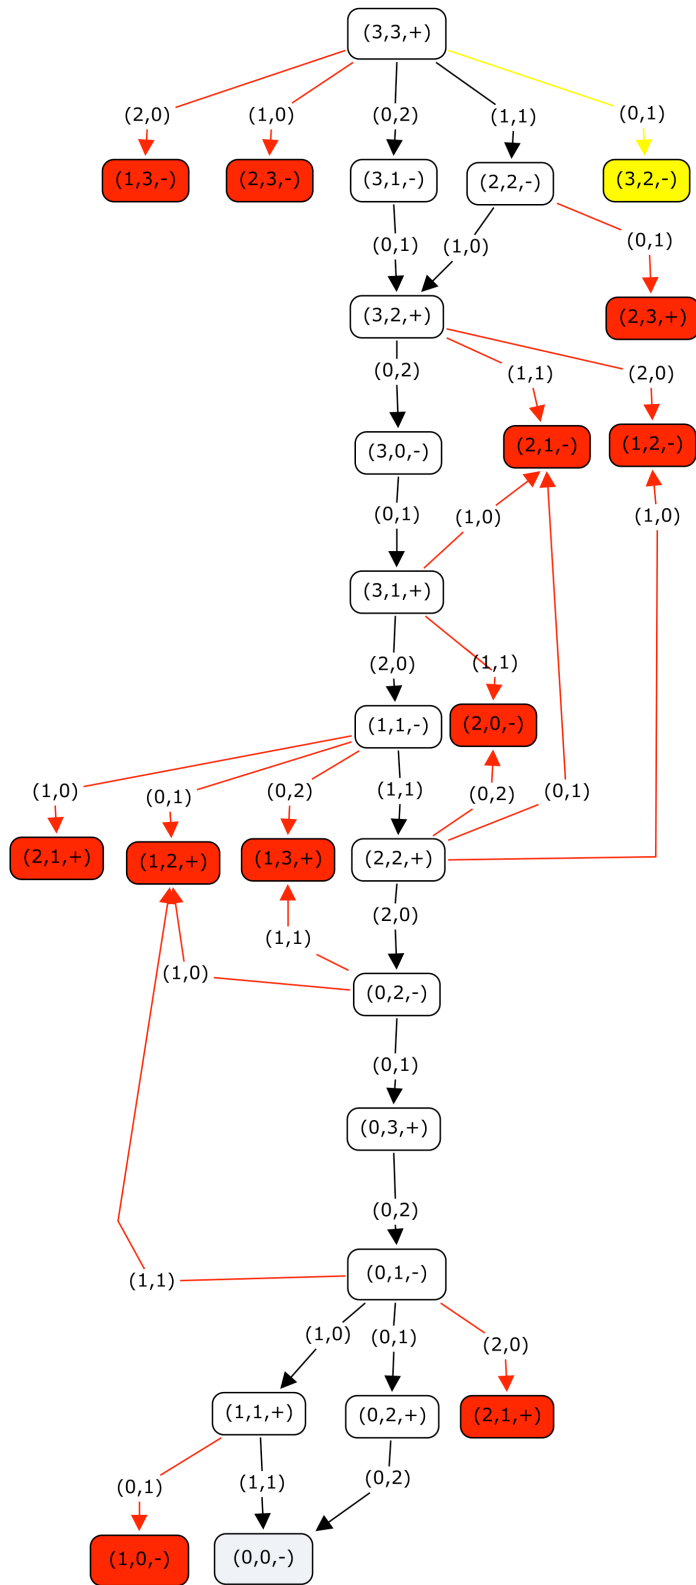 (3,3,+)
(2,0) (1,0) (0,2) (1,1) (0,1)
(1,3,-) (2,3,-) (3,1,-) (2,2,-) (3,2,-)
(0,1) (1,0) (0,1)
(3,2,+) (2,3,+)
(0,2) (1,1) (2,0)
(3,0,-) (2,1,-) (1,2,-)
(0,1) (1,0) (1,0)
(3,1,+)
(2,0) (1,1)
(1,1,-) (2,0,-)
(1,0) (0,1) (0,2) (1,1) (0,2) (0,1)
(2,1,+) (1,2,+) (1,3,+) (2,2,+)
(2,0)
(1,1)
(1,0) (0,2,-)
(0,1)
(0,3,+)
(0,2)
(1,1) (0,1,-)
(1,0) (0,1) (2,0)
(1,1,+) (0,2,+) (2,1,+)
(0,1) (1,1) (0,2)
(1,0,-) (0,0,-)